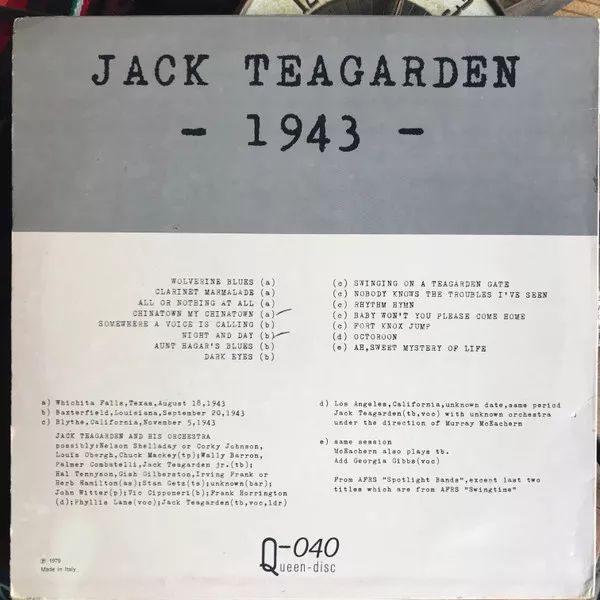 JACK TEAGARDEN
- 1943 -
WOLVERINE BLUES (a)
CLARINET MARMALADE (a)
ALL OR NOTHING AT ALL (a)
CHINATOWN MY CHINATOWN (a)
SOMEWHERE A VOICE IS CALLING (b)
NIGHT AND DAY (b)
AUNT HAGAR'S BLUES (b)
DARK EYES (b)
(c) SWINGING ON A TEAGARDEN GATE
(c) NOBODY KNOWS THE TROUBLES I'VE SEEN
(c) RHYTHM HYMN
(c) BABY WON'T YOU PLEASE COME HOME
(c) FORT KNOX JUMP
(d) OCTOROON
(e) AH,SWEET MYSTERY OF LIFE
a) Whichita Falls,Texas,August 18,1943
b) Baxterfield,Louisiana,September 20,1943
c) Blythe,California,November 5,1943
JACK TEAGARDEN AND HIS ORCHESTRA
possibly:Nelson Shelladay or Corky Johnson,
Louis Obergh,Chuck Mackey(tp);Wally Barron,
Palmer Combatelli,Jack Teagarden jr.(tb);
Hal Tennyson,Gish Gilberston,Irving Frank or
Herb Hamilton(as);Stan Getz(ts);unknown(bar);
John Witter(p);Vic Cipponeri(b);Frank Horrington
(d);Phyllis Lane(voc);Jack Teagarden(tb,voc,ldr)
d) Los Angeles,California,unknown date,same period
Jack Teagarden(tb,voc) with unknown orchestra
under the direction of Murray McEachern
e) same session
McEachern also plays tb.
Add Georgia Gibbs(voc)
From AFRS "Spotlight Bands",except last two
titles which are from AFRS "Swingtime"
℗ 1979
Made in Italy
Q-040
Queen-disc